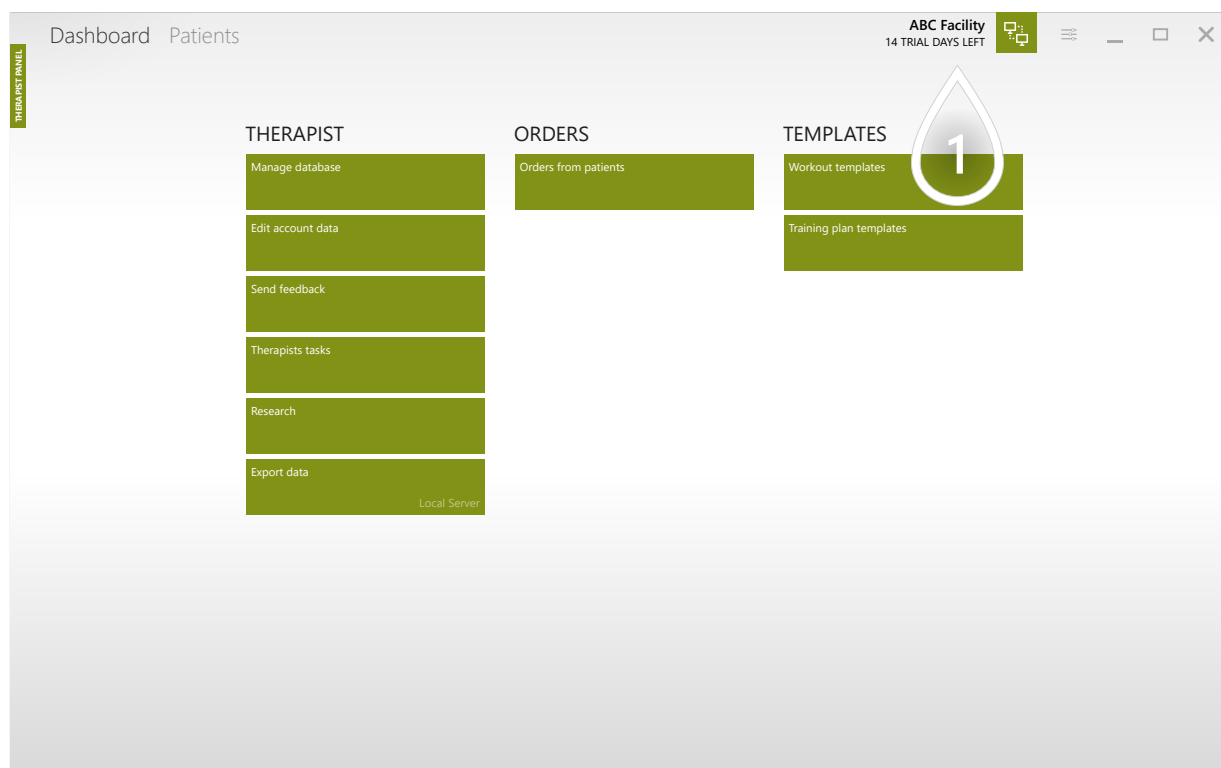 Dashboard Patients
ABC Facility
14 TRIAL DAYS LEFT
THERAPIST PANEL
1
THERAPIST
Manage database
Edit account data
Send feedback
Therapists tasks
Research
Export data
Local Server
ORDERS
Orders from patients
TEMPLATES
Workout templates
Training plan templates